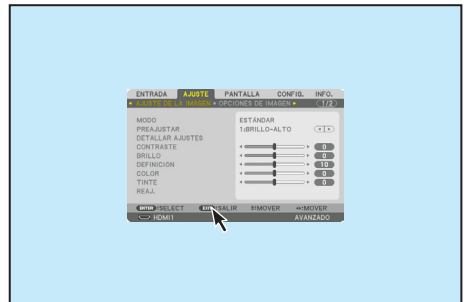 ENTRADA AJUSTE PANTALLA CONFIG. INFO.
AJUSTE DE LA IMAGEN • OPCIONES DE IMAGEN 1/2
MODO ESTÁNDAR
PREAJUSTAR 1:BRILLO-ALTO
DETALLAR AJUSTES
CONTRASTE 0
BRILLO 0
DEFINICIÓN 10
COLOR 0
TINTE 0
REAJ.
ENTER :SELECT EXIT :SALIR :MOVER :MOVER
HDMI1 AVANZADO